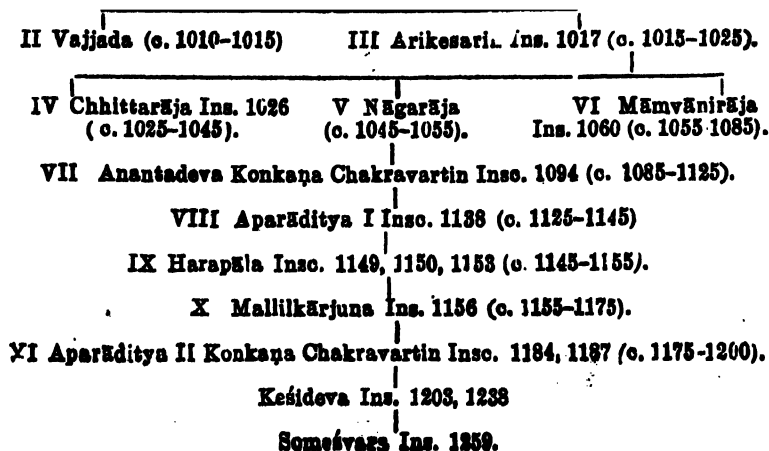 II Vajjada (c. 1010-1015) III Arikesarin Ins. 1017 (c. 1015-1025).
IV Chhittarāja Ins. 1026 V Nāgarāja VI Māmvānirāja
(c. 1025-1045). (c. 1045-1055). Ins. 1060 (c. 1055 1085).
VII Anantadeva Konkaṇa Chakravartin Insc. 1094 (c. 1085-1125).
VIII Aparāditya I Insc. 1138 (c. 1125-1145)
IX Harapāla Insc. 1149, 1150, 1153 (c. 1145-1155).
X Mallilkārjuna Ins. 1156 (c. 1155-1175).
XI Aparāditya II Konkaṇa Chakravartin Insc. 1184, 1187 (c. 1175-1200).
Keśideva Ins. 1203, 1238
Someśvara Ins. 1259.